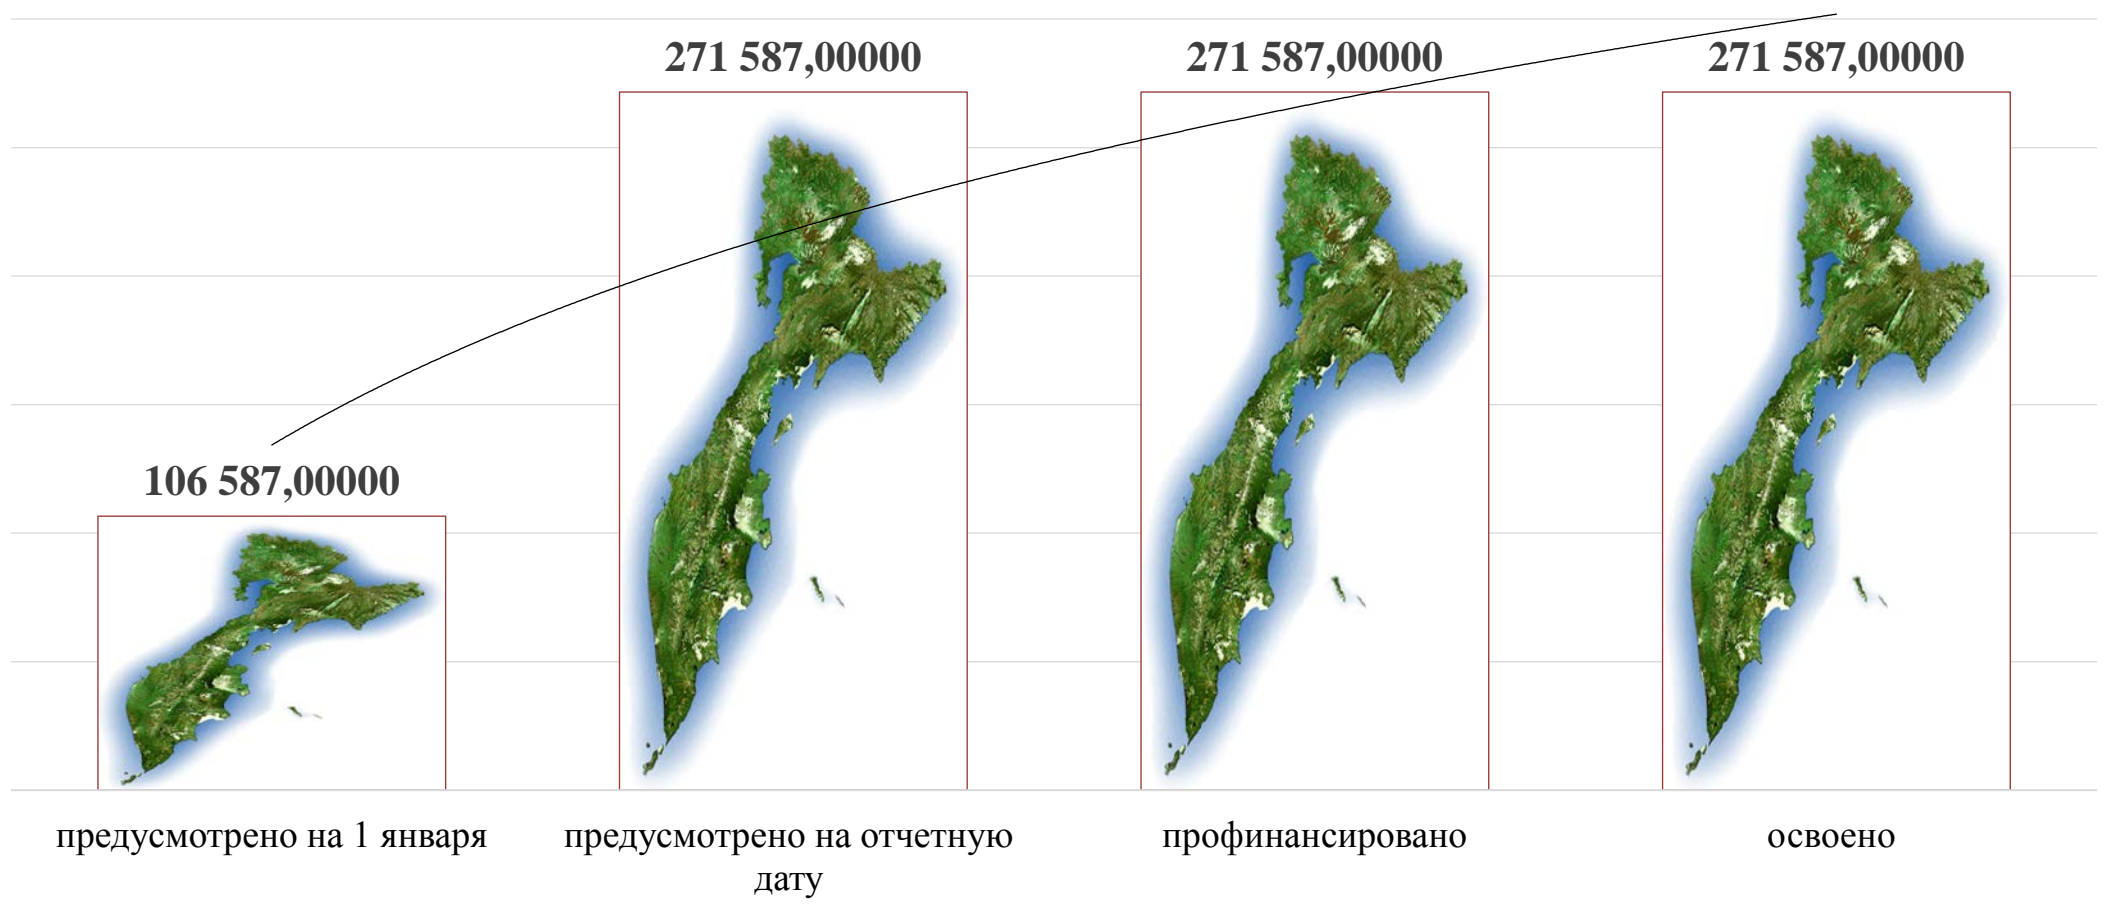 271 587,00000
271 587,00000
271 587,00000
106 587,00000
предусмотрено на 1 января
предусмотрено на отчетную
дату
профинансировано
освоено